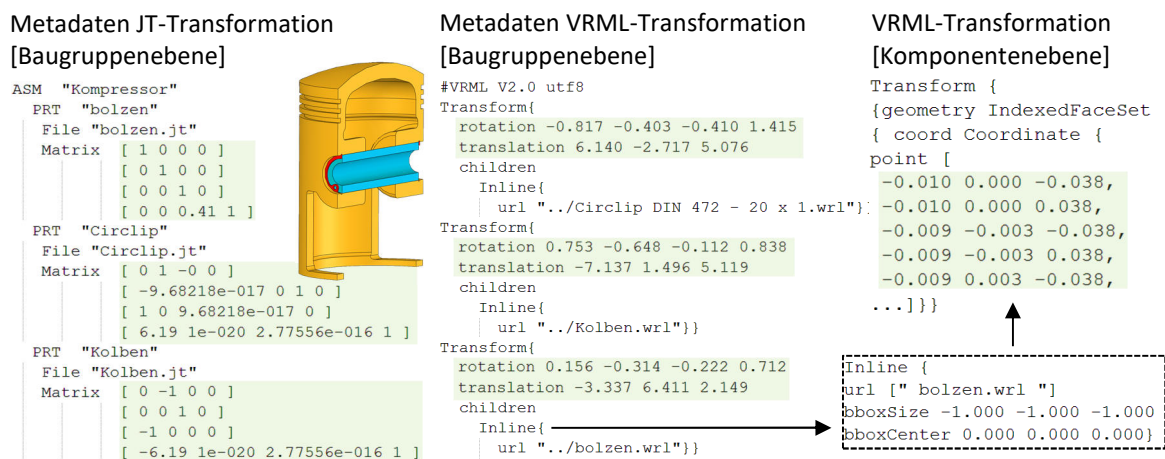 Metadaten JT-Transformation
[Baugruppenebene]
ASM "Kompressor"
PRT "bolzen"
File "bolzen.jt"
Matrix [ 1 0 0 0 ]
[ 0 1 0 0 ]
[ 0 0 1 0 ]
[ 0 0 0.41 1 ]
PRT "Circlip"
File "Circlip.jt"
Matrix [ 0 1 -0 0 ]
[ -9.68218e-017 0 1 0 ]
[ 1 0 9.68218e-017 0 ]
[ 6.19 1e-020 2.77556e-016 1 ]
PRT "Kolben"
File "Kolben.jt"
Matrix [ 0 -1 0 0 ]
[ 0 0 1 0 ]
[ -1 0 0 0 ]
[ -6.19 1e-020 2.77556e-016 1 ]
Metadaten VRML-Transformation
[Baugruppenebene]
#VRML V2.0 utf8
Transform{
rotation -0.817 -0.403 -0.410 1.415
translation 6.140 -2.717 5.076
children
Inline{
url "../Circlip DIN 472 – 20 x 1.wrl"}}
Transform{
rotation 0.753 -0.648 -0.112 0.838
translation -7.137 1.496 5.119
children
Inline{
url "../Kolben.wrl"}}
Transform{
rotation 0.156 -0.314 -0.222 0.712
translation -3.337 6.411 2.149
children
Inline{
url "../bolzen.wrl"}}
VRML-Transformation
[Komponentenebene]
Transform {
{geometry IndexedFaceSet
{ coord Coordinate {
point [
-0.010 0.000 -0.038,
-0.010 0.000 0.038,
-0.009 -0.003 -0.038,
-0.009 -0.003 0.038,
-0.009 0.003 -0.038,
...]}}
Inline {
url [" bolzen.wrl "]
bboxSize -1.000 -1.000 -1.000
bboxCenter 0.000 0.000 0.000}